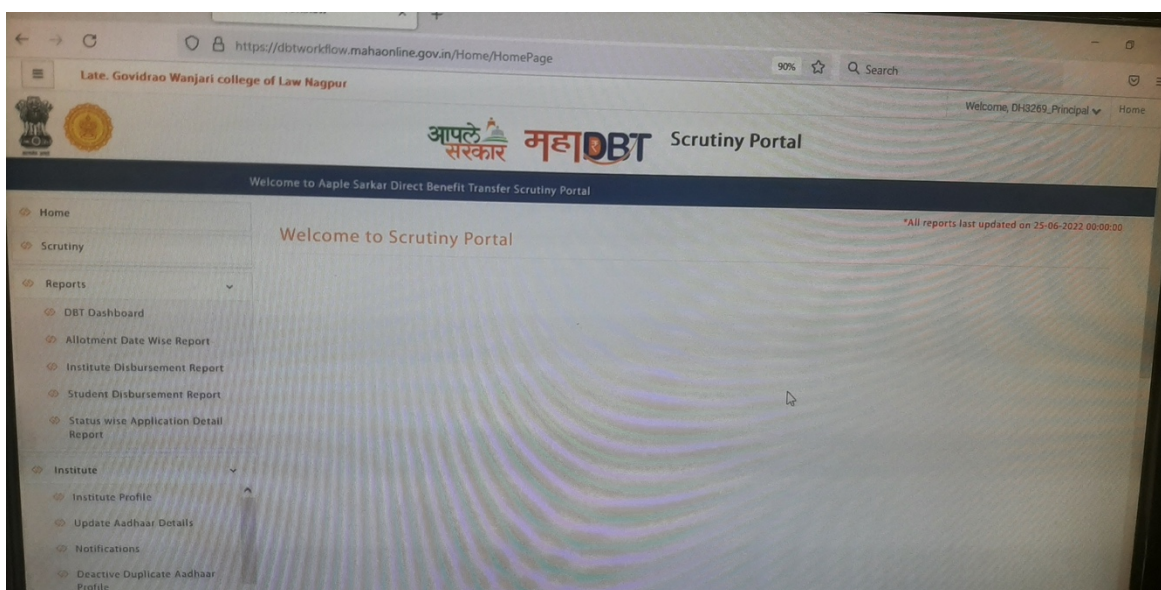 https://dbtworkflow.mahaonline.gov.in/Home/HomePage
90%
Search
Late. Govidrao Wanjari college of Law Nagpur
Welcome, DH3269_Principal
Home
आपले सरकार
महाDBT
Scrutiny Portal
Welcome to Aaple Sarkar Direct Benefit Transfer Scrutiny Portal
Home
*All reports last updated on 25-06-2022 00:00:00
Welcome to Scrutiny Portal
Scrutiny
Reports
DBT Dashboard
Allotment Date Wise Report
Institute Disbursement Report
Student Disbursement Report
Status wise Application Detail
Report
Institute
Institute Profile
Update Aadhaar Details
Notifications
Deactive Duplicate Aadhaar
Profile